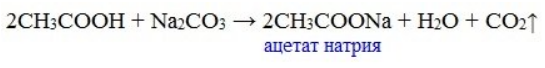 2CH₃COOH + Na₂CO₃ → 2CH₃COONa + H₂O + CO₂↑
ацетат натрия